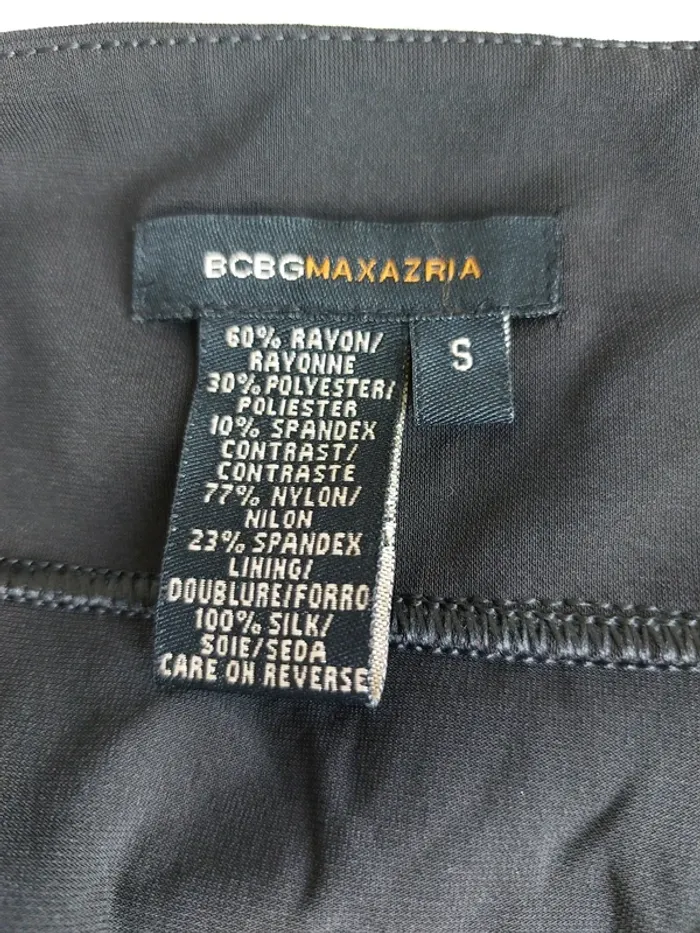 BCBGMAXAZRIA
S
60% RAYON/
RAYONNE
30% POLYESTER/
POLIESTER
10% SPANDEX
CONTRAST/
CONTRASTE
77% NYLON/
NILON
23% SPANDEX
LINING/
DOUBLURE/FORRO
100% SILK/
SOIE/SEDA
CARE ON REVERSE